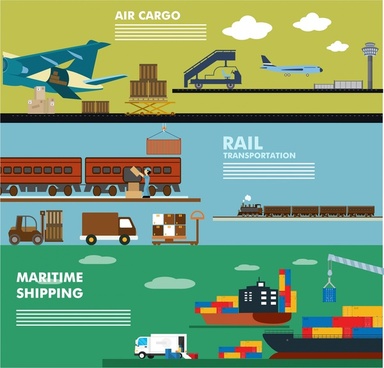 AIR CARGO
RAIL
TRANSPORTATION
MARITIME
SHIPPING